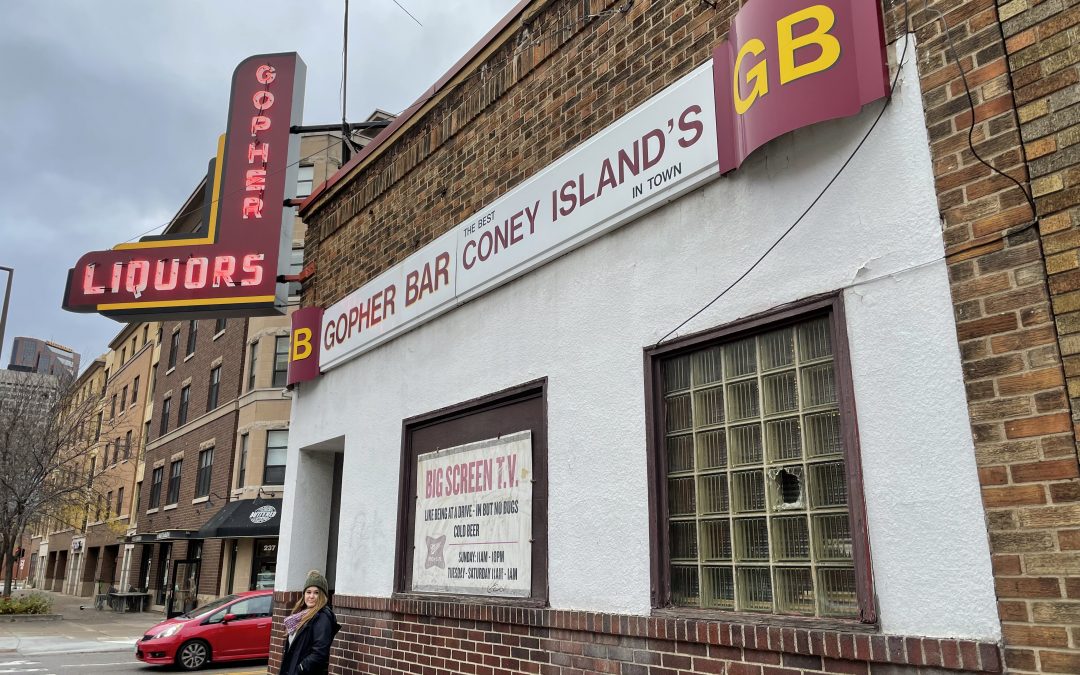 GOPHER
LIQUORS
B
GOPHER BAR
THE BEST
CONEY ISLAND'S
IN TOWN
GB
BIG SCREEN T.V.
LIKE BEING AT A DRIVE-IN BUT NO BUGS
COLD BEER
SUNDAY: 11AM - 10PM
TUESDAY - SATURDAY 11AM - 1AM
237